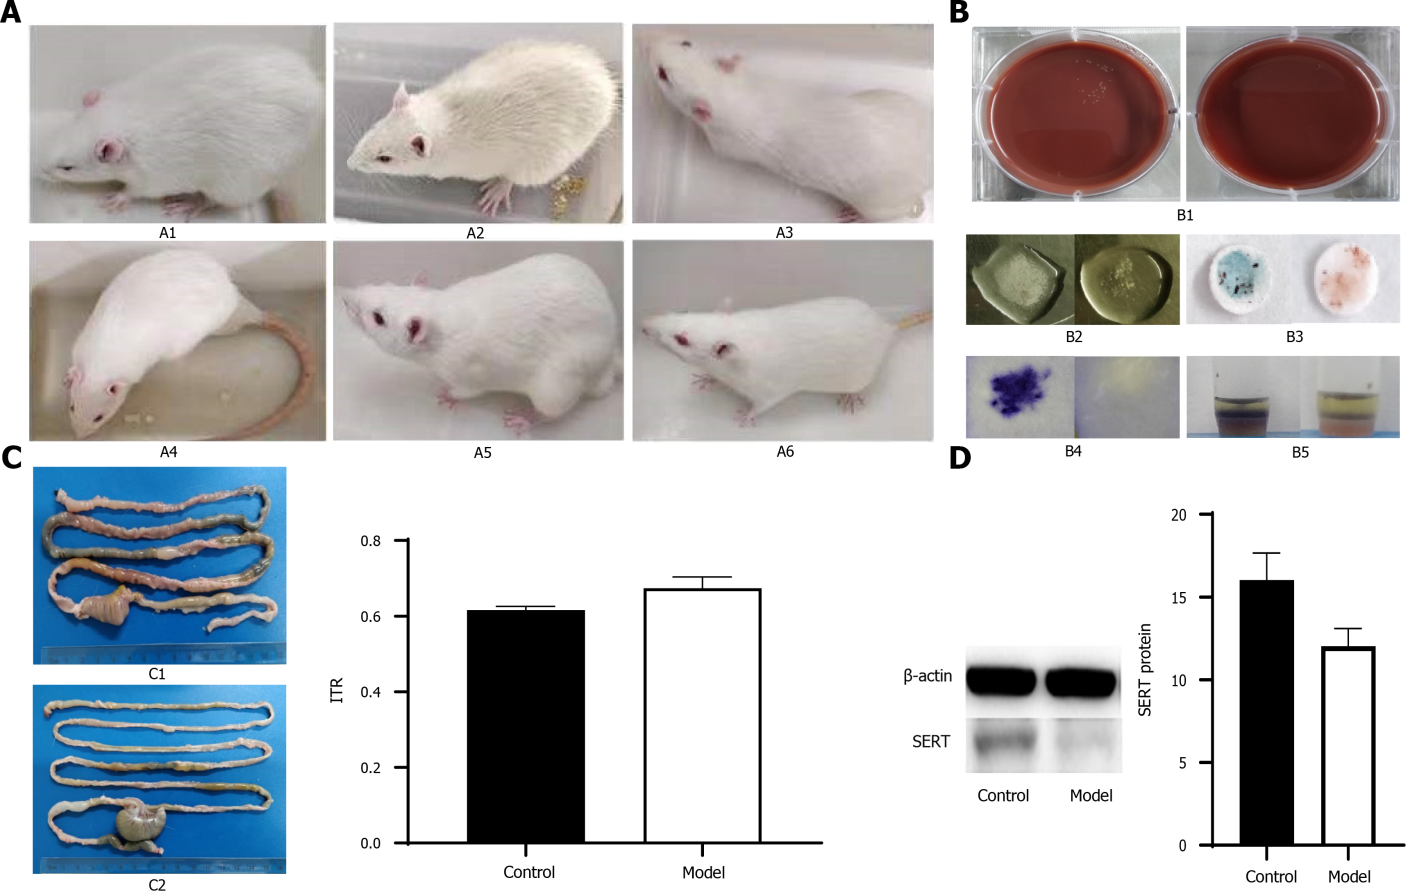 A
B
A1
A2
A3
B1
B2
B3
A4
A5
A6
B4
B5
C
D
C1
C2
0.8
0.6
0.4
0.2
0.0
ITR
Control
Model
β-actin
SERT
Control
Model
20
15
10
5
0
SERT protein
Control
Model